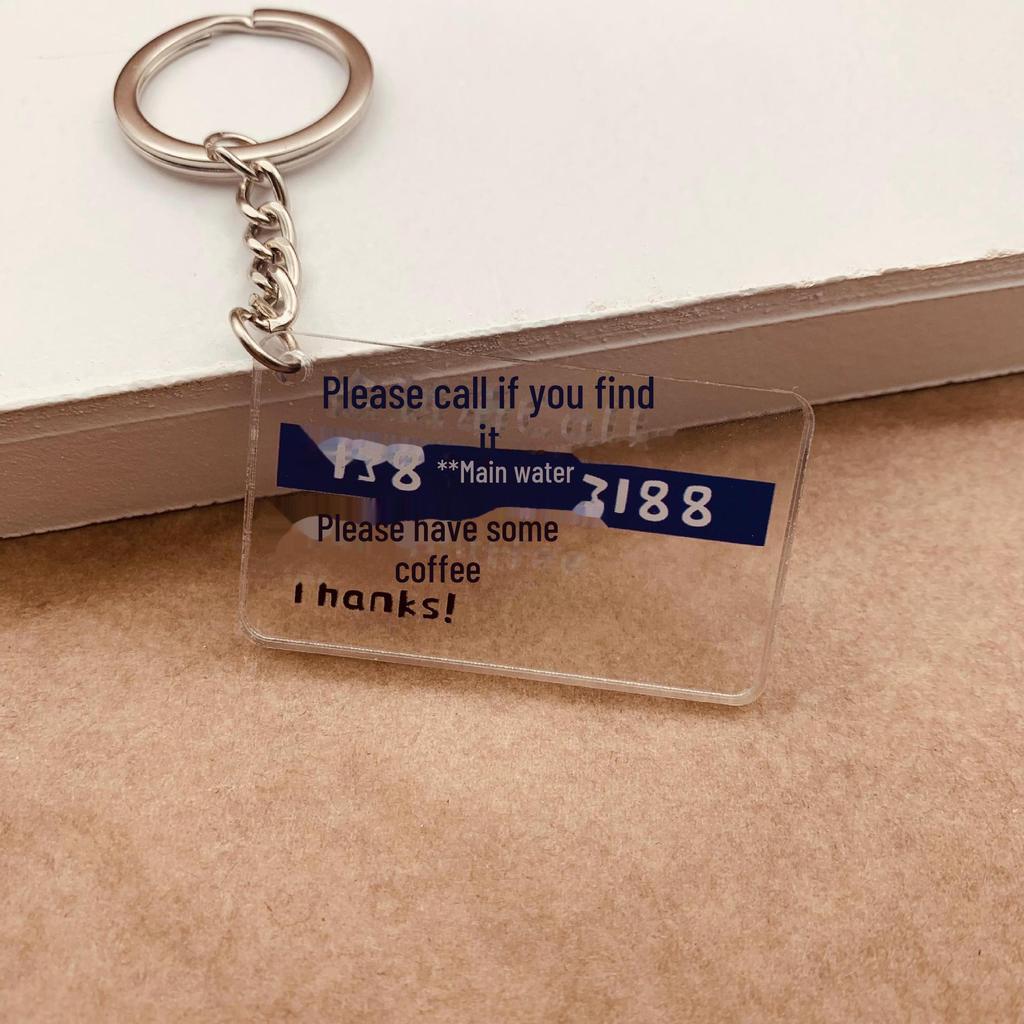 Please call if you find
it
138 **Main water 3188
Please have some
coffee
Thanks!